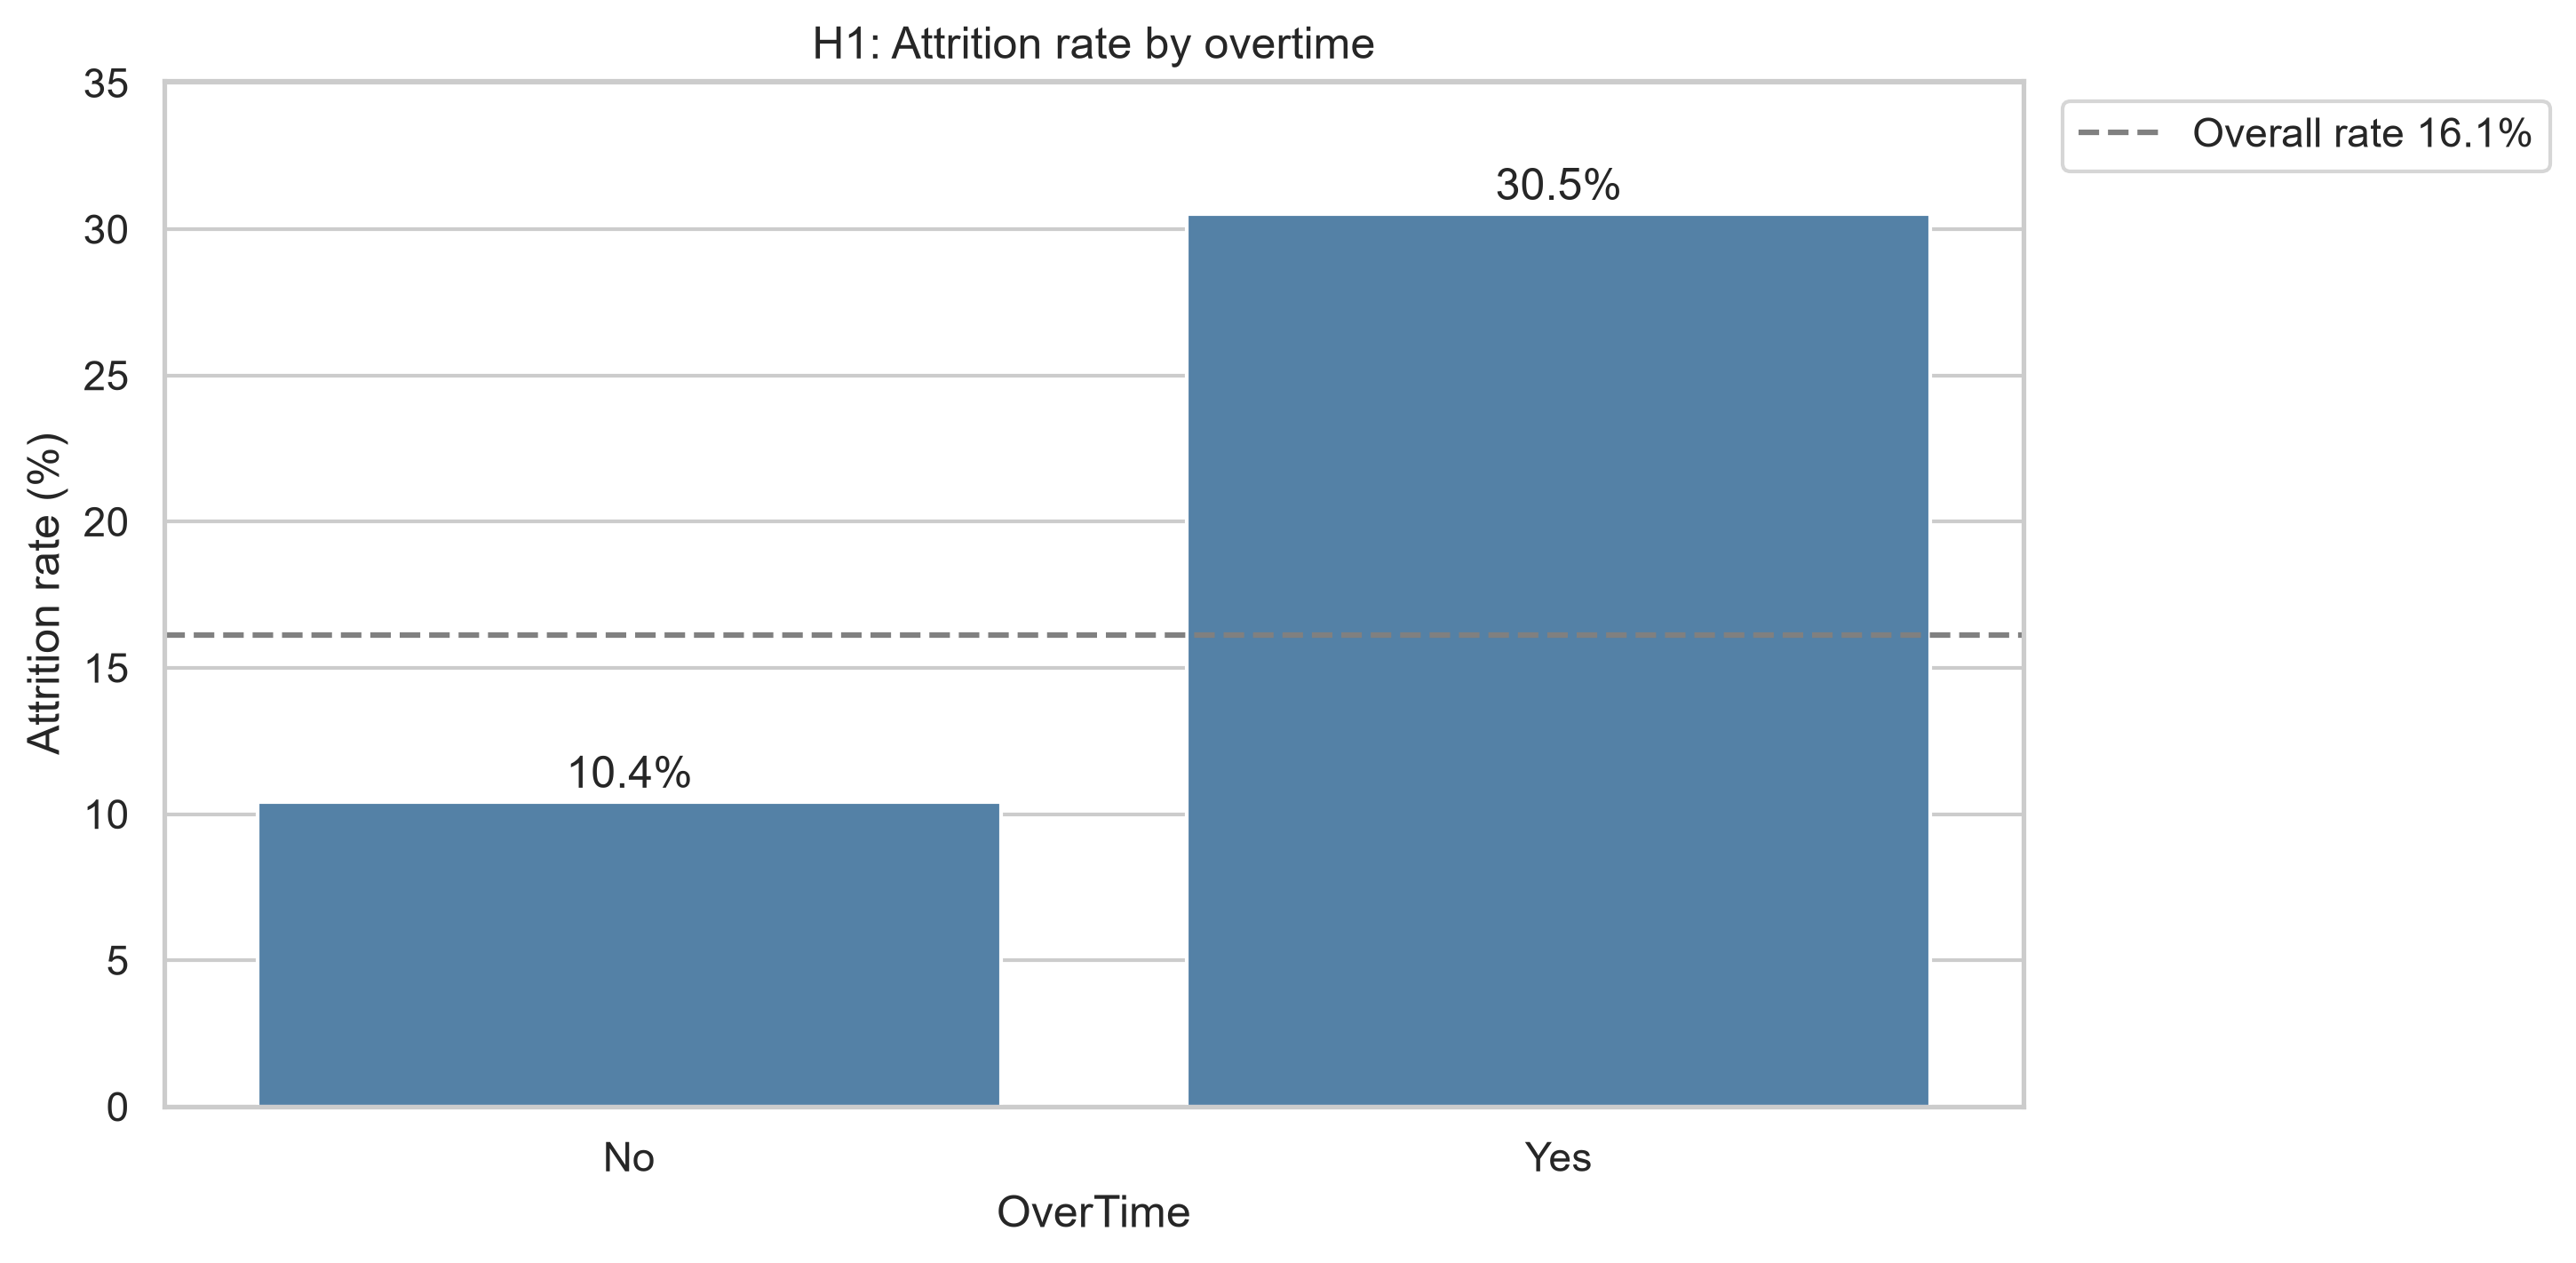 H1: Attrition rate by overtime
Overall rate 16.1%
Attrition rate (%)
35
30
25
20
15
10
5
0
10.4%
30.5%
No
Yes
OverTime